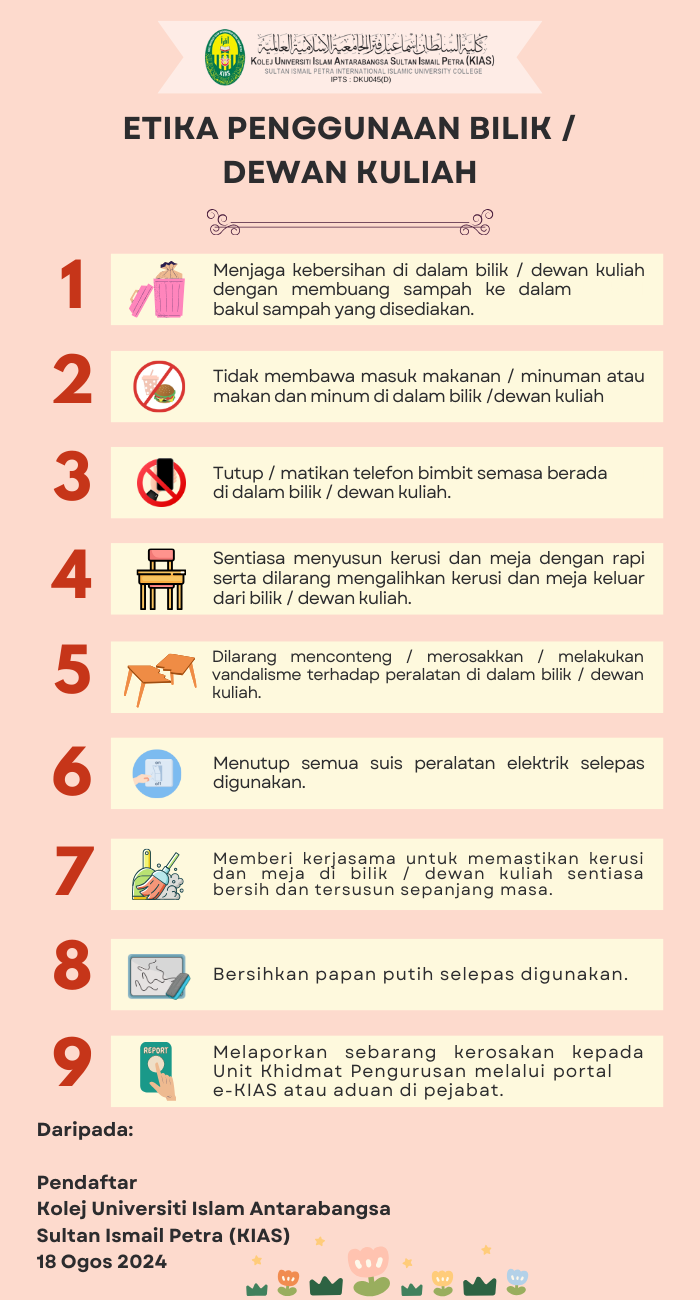 كلية السلطان إسماعيل فترا الجامعية الإسلامية العالمية
KOLEJ UNIVERSITI ISLAM ANTARABANGSA SULTAN ISMAIL PETRA (KIAS)
SULTAN ISMAIL PETRA INTERNATIONAL ISLAMIC UNIVERSITY COLLEGE
IPTS : DKU045(D)
KIAS
ETIKA PENGGUNAAN BILIK /
DEWAN KULIAH
1
Menjaga kebersihan di dalam bilik / dewan kuliah
dengan membuang sampah ke dalam
bakul sampah yang disediakan.
2
Tidak membawa masuk makanan / minuman atau
makan dan minum di dalam bilik /dewan kuliah
3
Tutup / matikan telefon bimbit semasa berada
di dalam bilik / dewan kuliah.
4
Sentiasa menyusun kerusi dan meja dengan rapi
serta dilarang mengalihkan kerusi dan meja keluar
dari bilik / dewan kuliah.
5
Dilarang menconteng / merosakkan / melakukan
vandalisme terhadap peralatan di dalam bilik / dewan
kuliah.
6
Menutup semua suis peralatan elektrik selepas
digunakan.
7
Memberi kerjasama untuk memastikan kerusi
dan meja di bilik / dewan kuliah sentiasa
bersih dan tersusun sepanjang masa.
8
Bersihkan papan putih selepas digunakan.
9
REPORT
Melaporkan sebarang kerosakan kepada
Unit Khidmat Pengurusan melalui portal
e-KIAS atau aduan di pejabat.
Daripada:
Pendaftar
Kolej Universiti Islam Antarabangsa
Sultan Ismail Petra (KIAS)
18 Ogos 2024